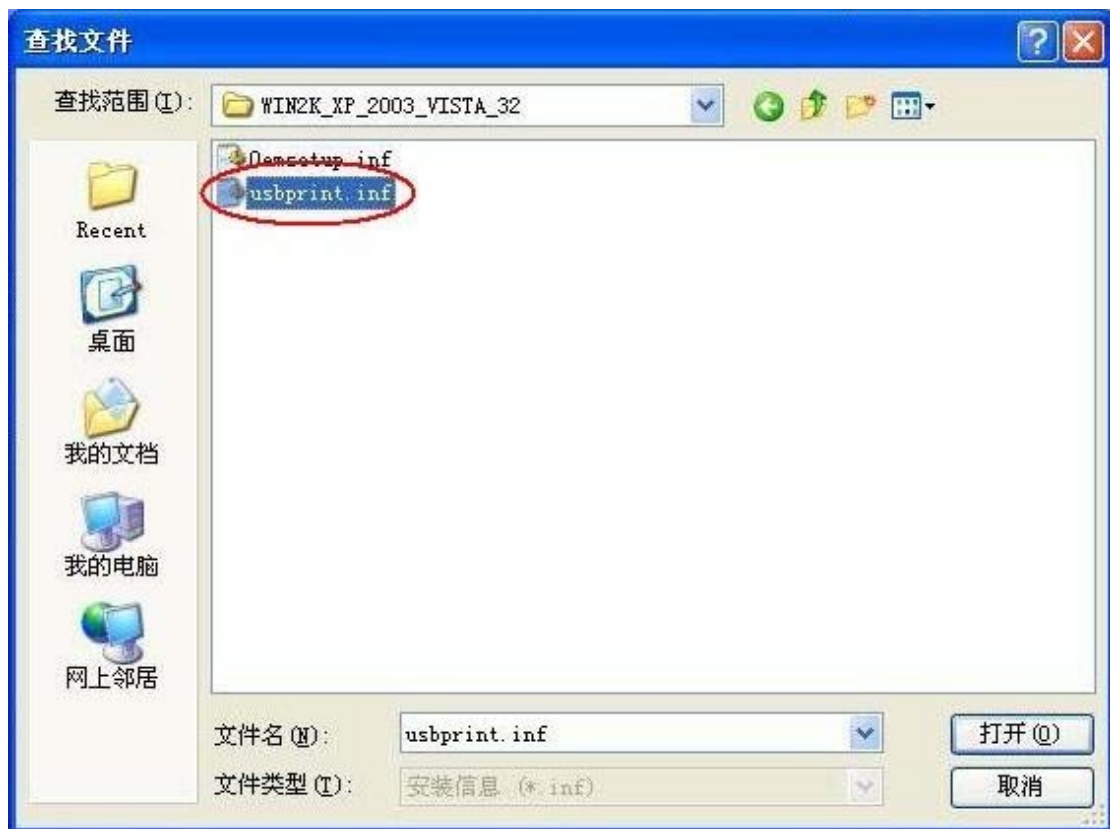 查找文件
查找范围(I):
WIN2K_XP_2003_VISTA_32
Oemsetup.inf
usbprint.inf
Recent
桌面
我的文档
我的电脑
网上邻居
文件名(N):
usbprint.inf
打开(O)
文件类型(T):
安装信息 (*.inf)
取消